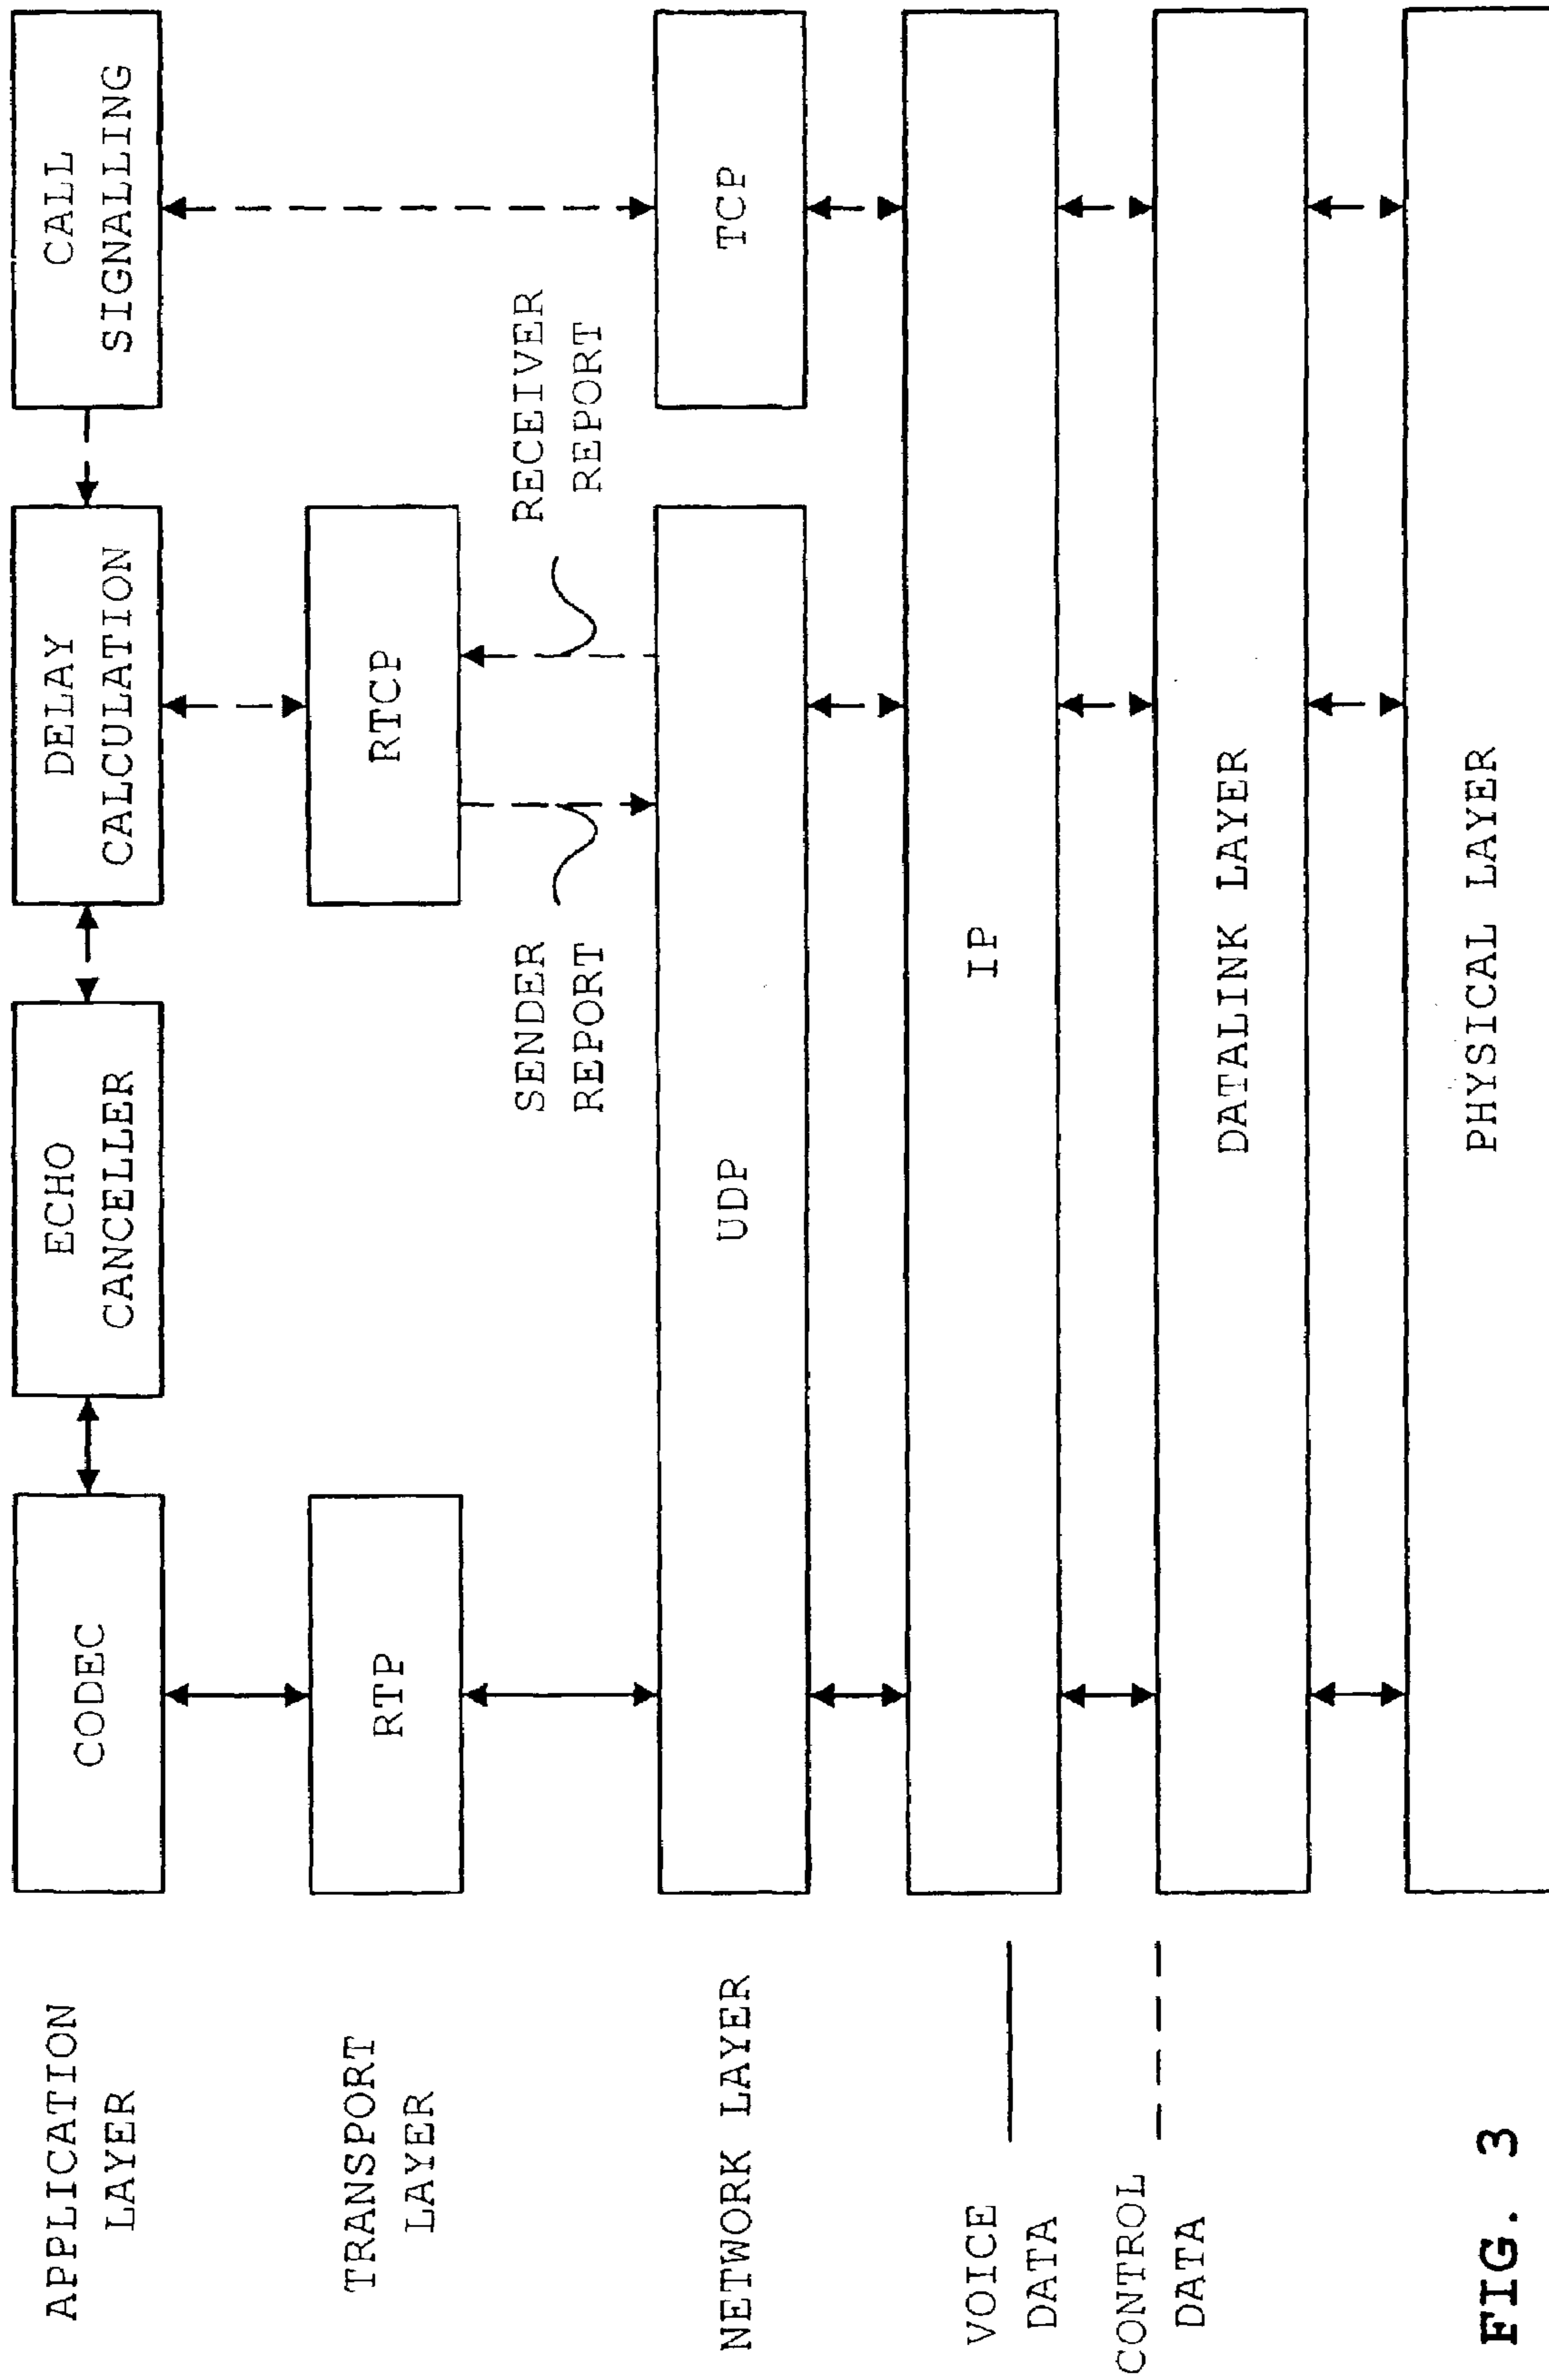 APPLICATION
LAYER
CODEC
ECHO
CANCELLER
DELAY
CALCULATION
CALL
SIGNALLING
TRANSPORT
LAYER
RTP
RTCP
SENDER
REPORT
RECEIVER
REPORT
NETWORK LAYER
UDP
TCP
IP
VOICE
DATA
CONTROL
DATA
DATALINK LAYER
PHYSICAL LAYER
FIG. 3